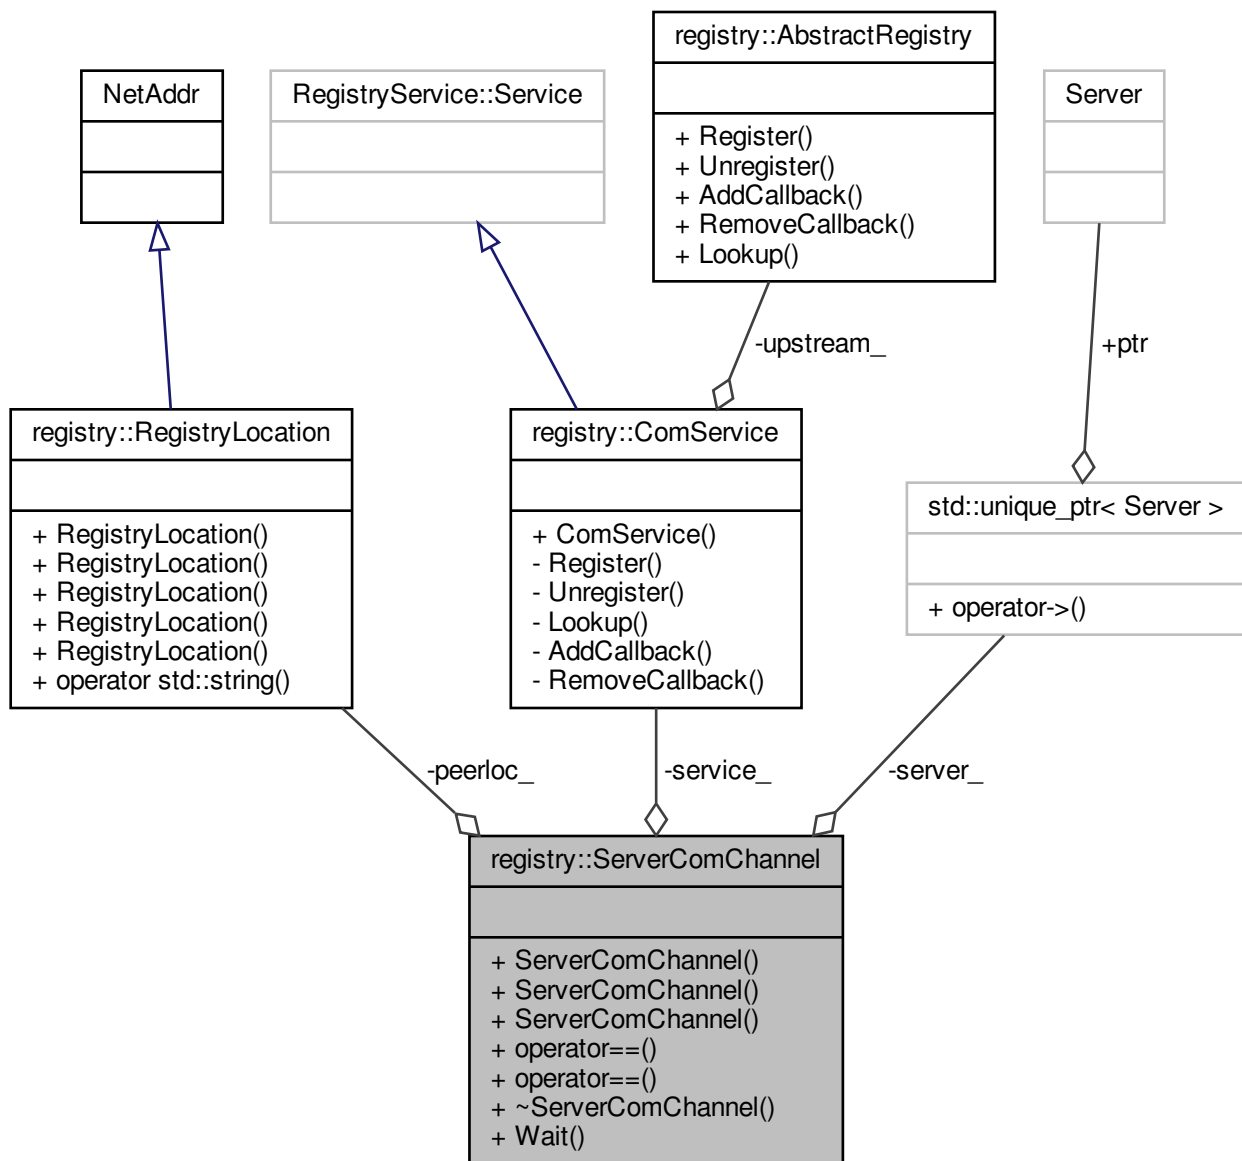 registry::AbstractRegistry
+ Register()
+ Unregister()
+ AddCallback()
+ RemoveCallback()
+ Lookup()
NetAddr
RegistryService::Service
Server
-upstream_
+ptr
registry::RegistryLocation
+ RegistryLocation()
+ RegistryLocation()
+ RegistryLocation()
+ RegistryLocation()
+ RegistryLocation()
+ operator std::string()
registry::ComService
+ ComService()
- Register()
- Unregister()
- Lookup()
- AddCallback()
- RemoveCallback()
std::unique_ptr< Server >
+ operator->()
-peerloc_
-service_
-server_
registry::ServerComChannel
+ ServerComChannel()
+ ServerComChannel()
+ ServerComChannel()
+ operator==()
+ operator==()
+ ~ServerComChannel()
+ Wait()